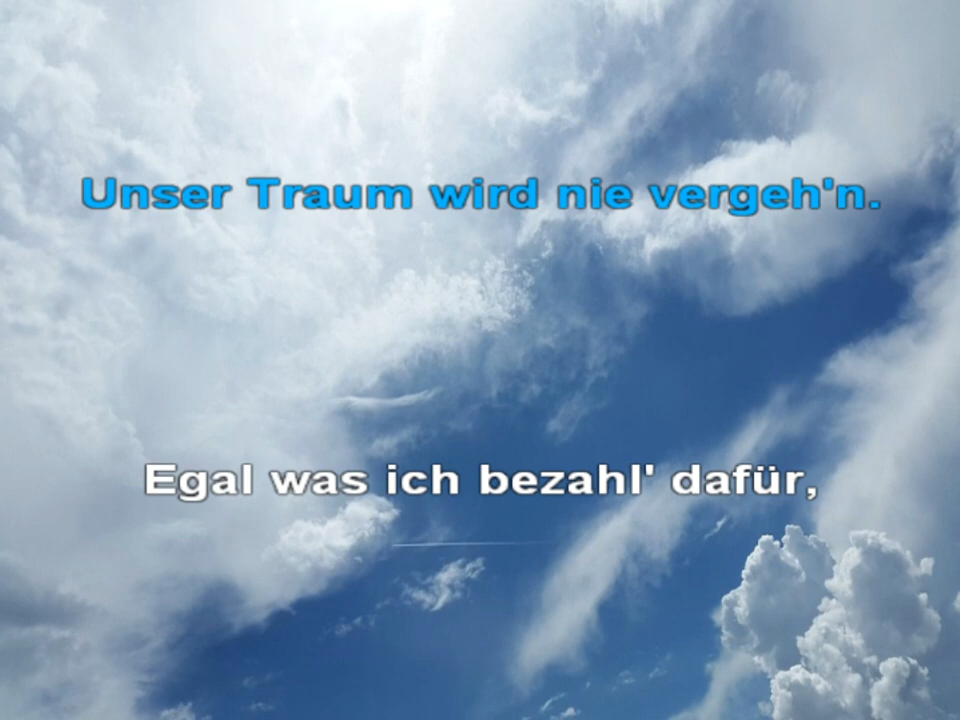 Unser Traum wird nie vergeh'n.
Egal was ich bezahl' dafür,